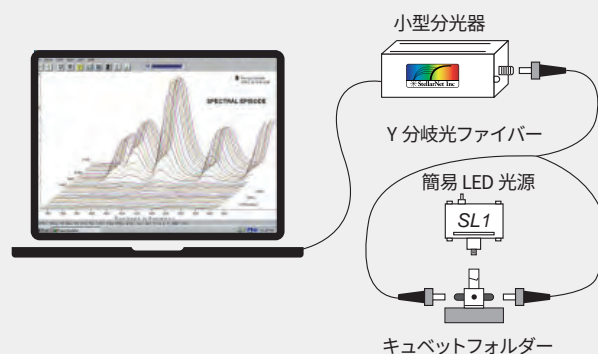 小型分光器
StellarNet Inc
SPECTRAL EPISODE
Y 分岐光ファイバー
簡易 LED 光源
SL1
キュベットフォルダー